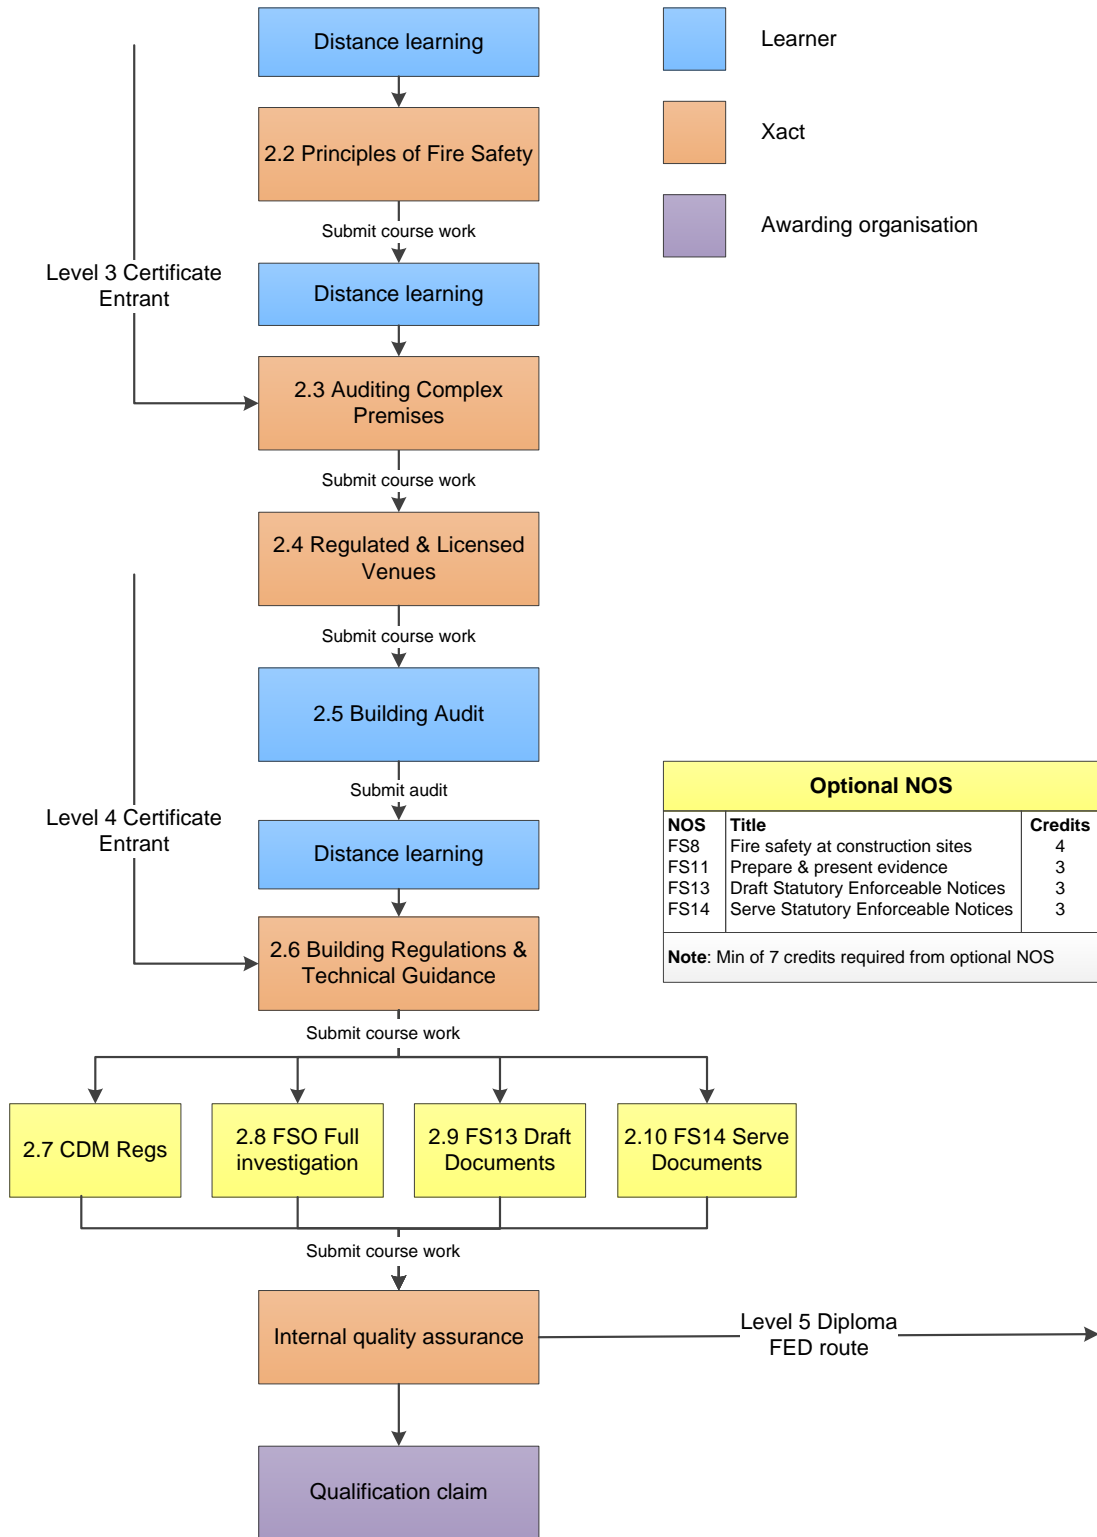 Distance learning
Learner
2.2 Principles of Fire Safety
Xact
Submit course work
Awarding organisation
Level 3 Certificate
Entrant
Distance learning
2.3 Auditing Complex
Premises
Submit course work
2.4 Regulated & Licensed
Venues
Submit course work
2.5 Building Audit
Submit audit
Level 4 Certificate
Entrant
Distance learning
2.6 Building Regulations &
Technical Guidance
Optional NOS
NOS Title Credits
FS8 Fire safety at construction sites 4
FS11 Prepare & present evidence 3
FS13 Draft Statutory Enforceable Notices 3
FS14 Serve Statutory Enforceable Notices 3
Note: Min of 7 credits required from optional NOS
Submit course work
2.7 CDM Regs
2.8 FSO Full
investigation
2.9 FS13 Draft
Documents
2.10 FS14 Serve
Documents
Submit course work
Internal quality assurance
Level 5 Diploma
FED route
Qualification claim